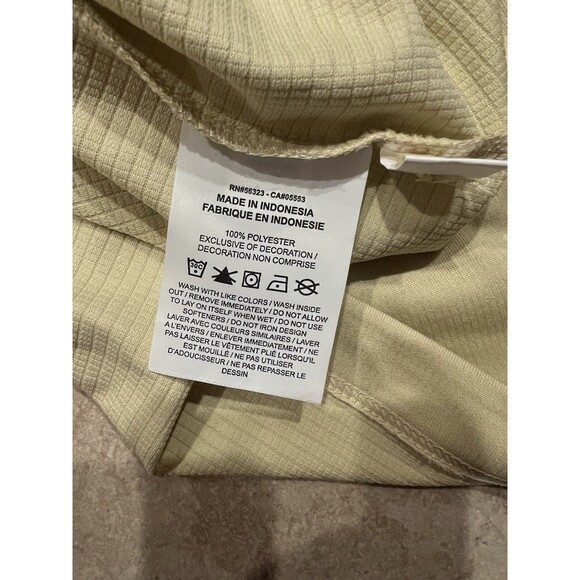 RN#56323 - CA#05553
MADE IN INDONESIA
FABRIQUE EN INDONESIE
100% POLYESTER
EXCLUSIVE OF DECORATION /
DECORATION NON COMPRISE
WASH WITH LIKE COLORS / WASH INSIDE
OUT / REMOVE IMMEDIATELY / DO NOT ALLOW
TO LAY ON ITSELF WHEN WET / DO NOT USE
SOFTENERS / DO NOT IRON DESIGN
LAVER AVEC COULEURS SIMILAIRES / LAVER
A L'ENVERS / ENLEVER IMMEDIATEMENT / NE
PAS LAISSER LE VÊTEMENT PLIÉ LORSQU'IL
EST MOUILLÉ / NE PAS UTILISER
D'ADOUCISSEUR / NE PAS REPASSER LE
DESSIN